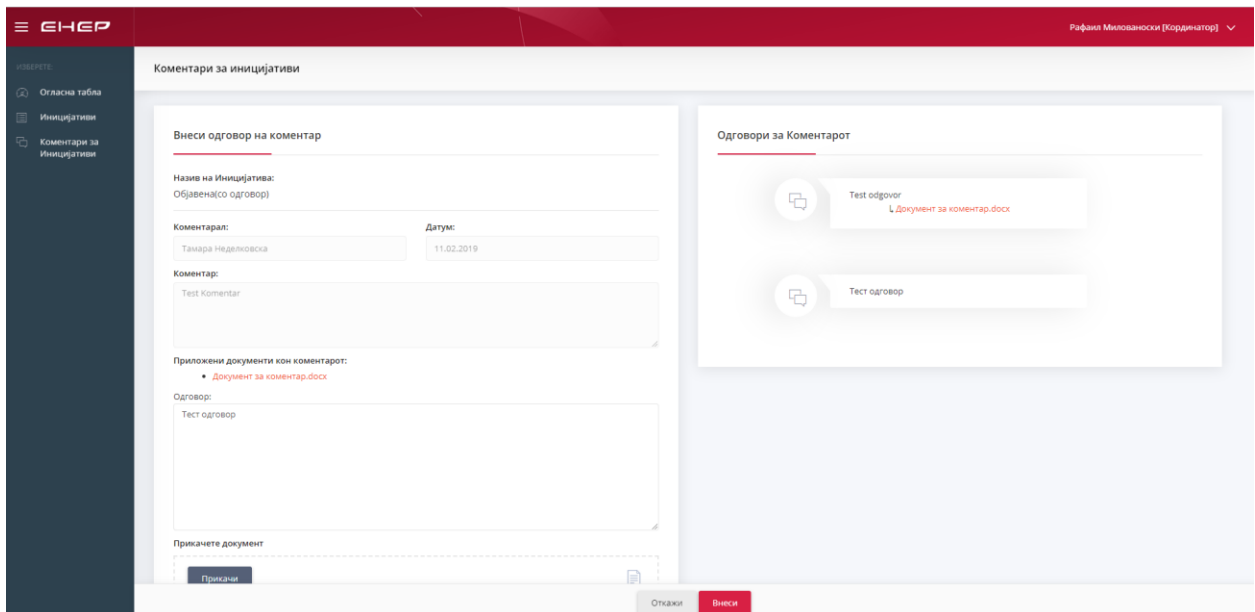 ЕНЕР
Рафаил Миловaноски [Кординатор]
ИЗБЕРЕТЕ:
Огласна табла
Иницијативи
Коментари за
Иницијативи
Коментари за иницијативи
Внеси одговор на коментар
Назив на Иницијатива:
Објавена(со одговор)
Коментарал:
Датум:
Тамара Неделковска
11.02.2019
Коментар:
Test Komentar
Приложени документи кон коментарот:
Документ за коментар.docx
Одговор:
Тест одговор
Прикачете документ
Прикачи
Одговори за Коментарот
Test odgovor
Документ за коментар.docx
Тест одговор
Откажи
Внеси